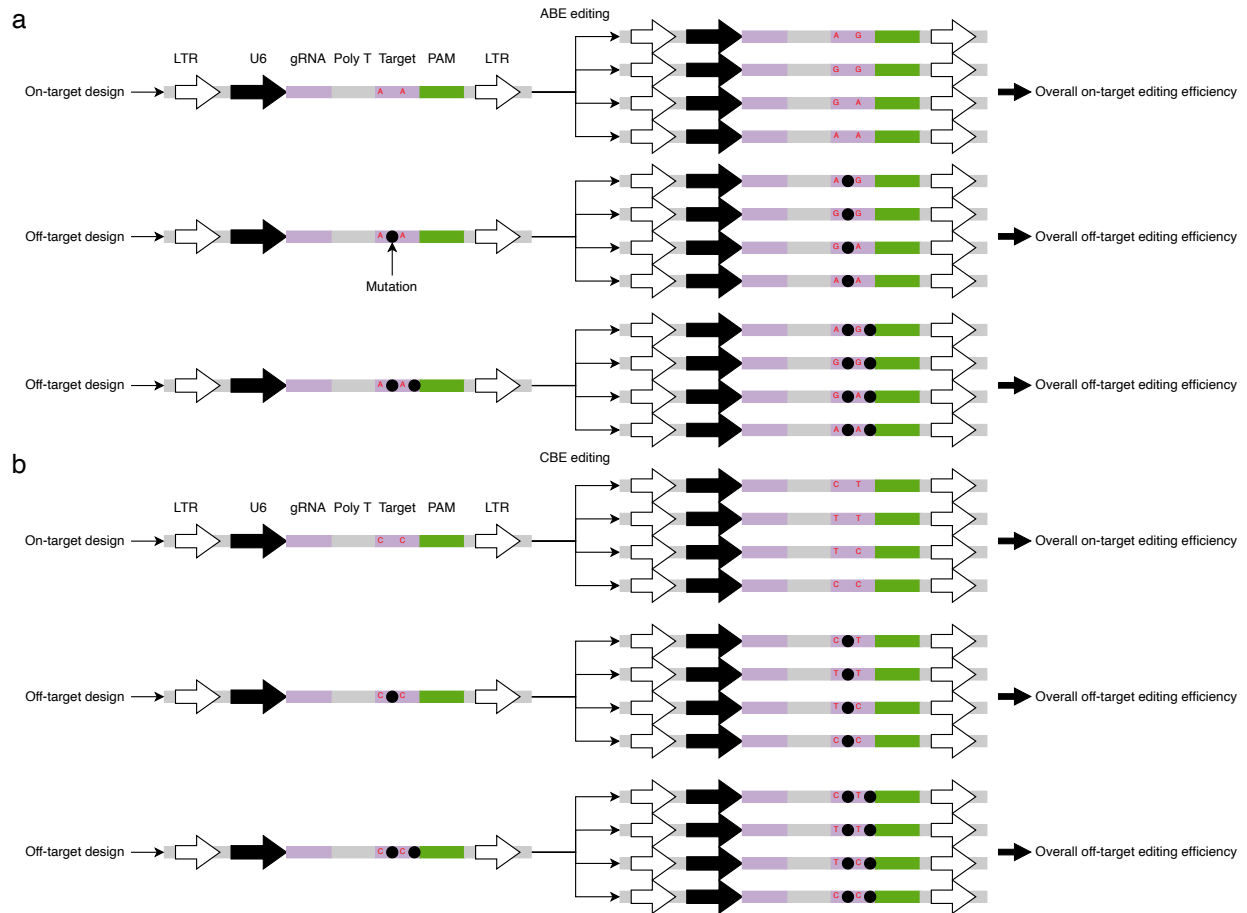 a
ABE editing
LTR U6 gRNA Poly T Target PAM LTR
A G
G G
On-target design A A Overall on-target editing efficiency
G A
A A
A G
G G
Off-target design A A Overall off-target editing efficiency
G A
Mutation A A
A G
G G
Off-target design A A Overall off-target editing efficiency
G A
A A
b
CBE editing
C T
LTR U6 gRNA Poly T Target PAM LTR
T T
On-target design C C Overall on-target editing efficiency
T C
C C
C T
T T
Off-target design C C Overall off-target editing efficiency
T C
C C
C T
T T
Off-target design C C Overall off-target editing efficiency
T C
C C